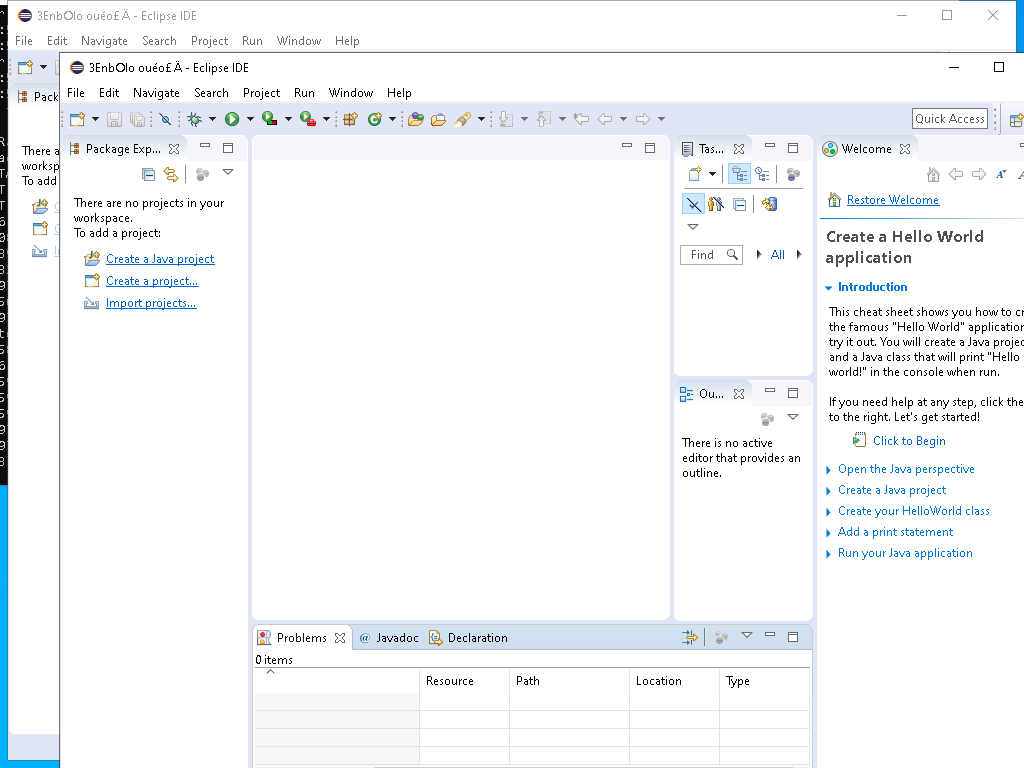 3EnbOlo ouéo£ Ä - Eclipse IDE
File Edit Navigate Search Project Run Window Help
Pack
There a
worksp
To add
3EnbOlo ouéo£ Ä - Eclipse IDE
File Edit Navigate Search Project Run Window Help
Quick Access
Package Exp...
There are no projects in your
workspace.
To add a project:
Create a Java project
Create a project...
Import projects...
Tas...
Find
All
Ou...
There is no active
editor that provides an
outline.
Welcome
Restore Welcome
Create a Hello World
application
Introduction
This cheat sheet shows you how to cr
the famous "Hello World" application
try it out. You will create a Java projec
and a Java class that will print "Hello
world!" in the console when run.
If you need help at any step, click the
to the right. Let's get started!
Click to Begin
Open the Java perspective
Create a Java project
Create your HelloWorld class
Add a print statement
Run your Java application
Problems @ Javadoc Declaration
0 items
Resource Path Location Type